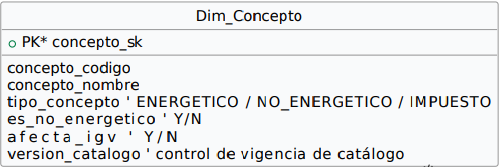 Dim_Concepto
PK* concepto_sk
concepto_codigo
concepto_nombre
tipo_concepto ' ENERGETICO / NO_ENERGETICO / IMPUESTO
es_no_energetico ' Y/N
afecta_igv ' Y/N
version_catalogo ' control de vigencia de catálogo